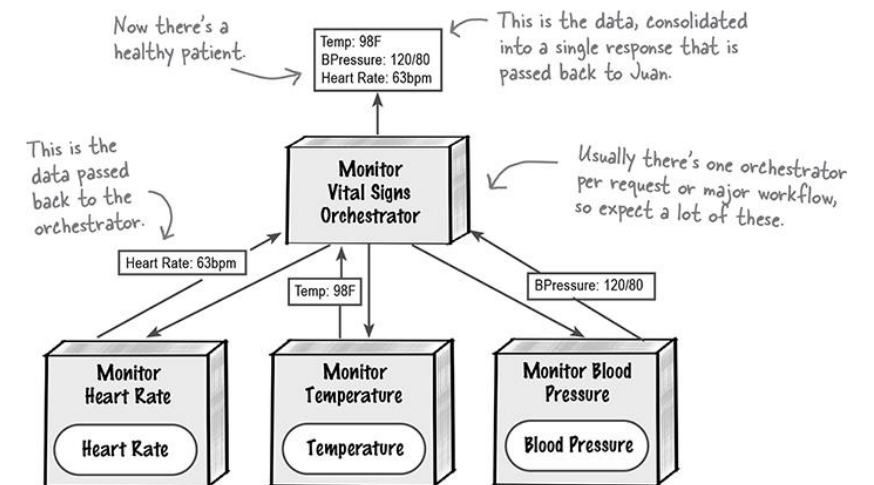 Now there's a
healthy patient.
Temp: 98F
BPressure: 120/80
Heart Rate: 63bpm
This is the data, consolidated
into a single response that is
passed back to Juan.
This is the
data passed
back to the
orchestrator.
Monitor
Vital Signs
Orchestrator
Usually there's one orchestrator
per request or major workflow,
so expect a lot of these.
Heart Rate: 63bpm
Temp: 98F
BPressure: 120/80
Monitor
Heart Rate
Heart Rate
Monitor
Temperature
Temperature
Monitor Blood
Pressure
Blood Pressure